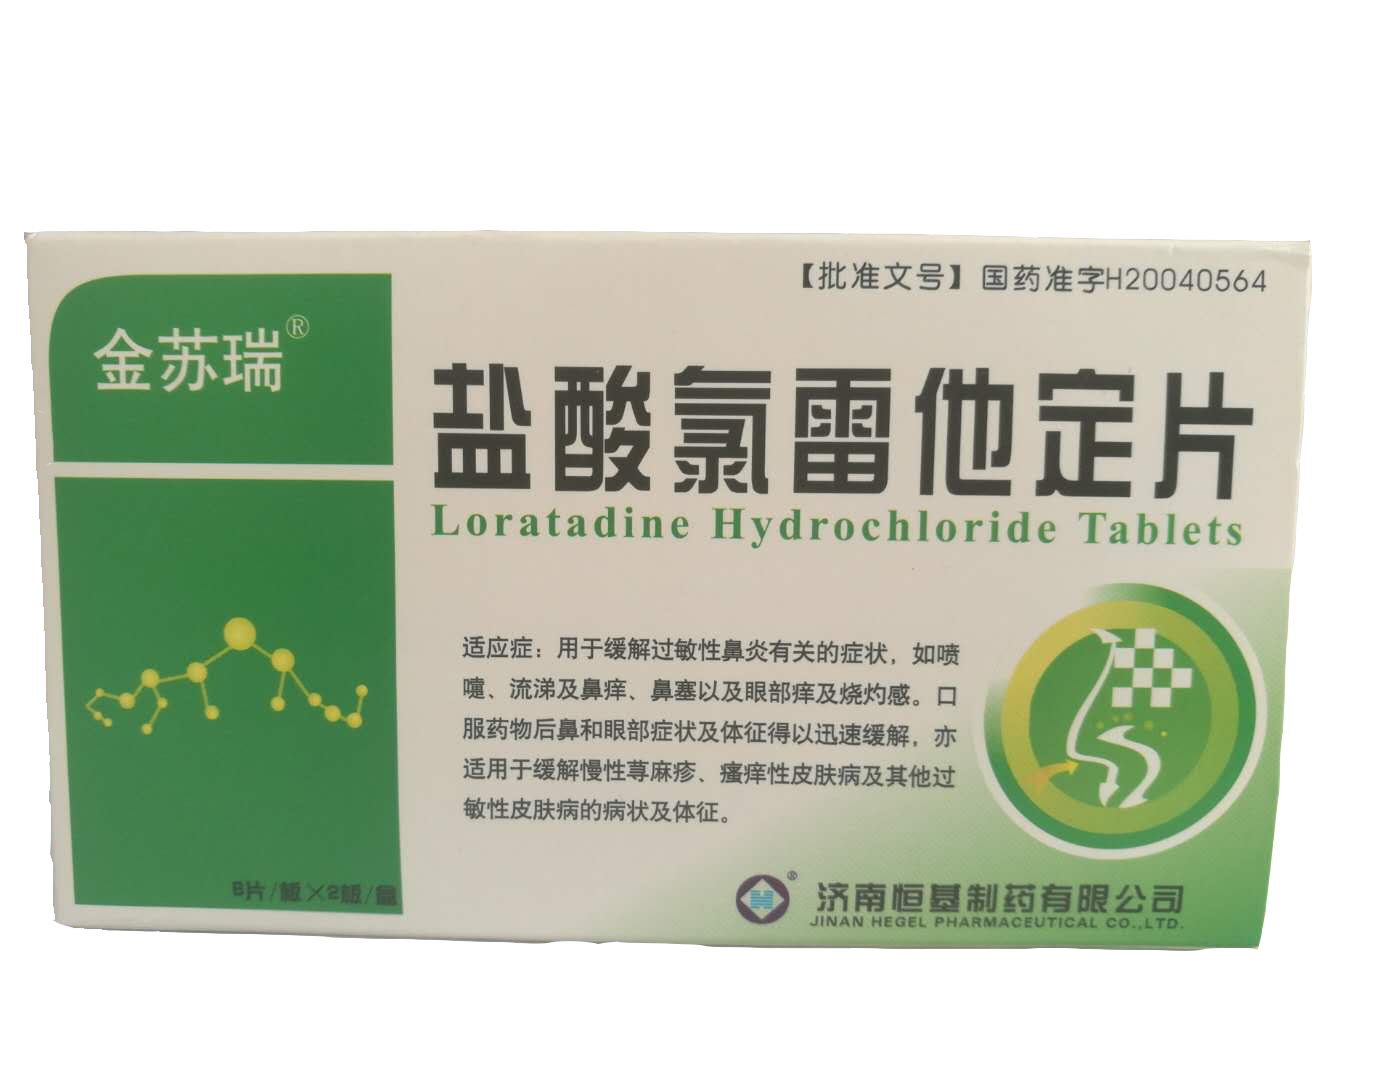 【批准文号】国药准字H20040564
金苏瑞®
盐酸氯雷他定片
Loratadine Hydrochloride Tablets
适应症：用于缓解过敏性鼻炎有关的症状，如喷
嚏、流涕及鼻痒、鼻塞以及眼部痒及烧灼感。口
服药物后鼻和眼部症状及体征得以迅速缓解，亦
适用于缓解慢性荨麻疹、瘙痒性皮肤病及其他过
敏性皮肤病的病状及体征。
6片/板×2板/盒
® 济南恒基制药有限公司
JINAN HEGEL PHARMACEUTICAL CO.,LTD.